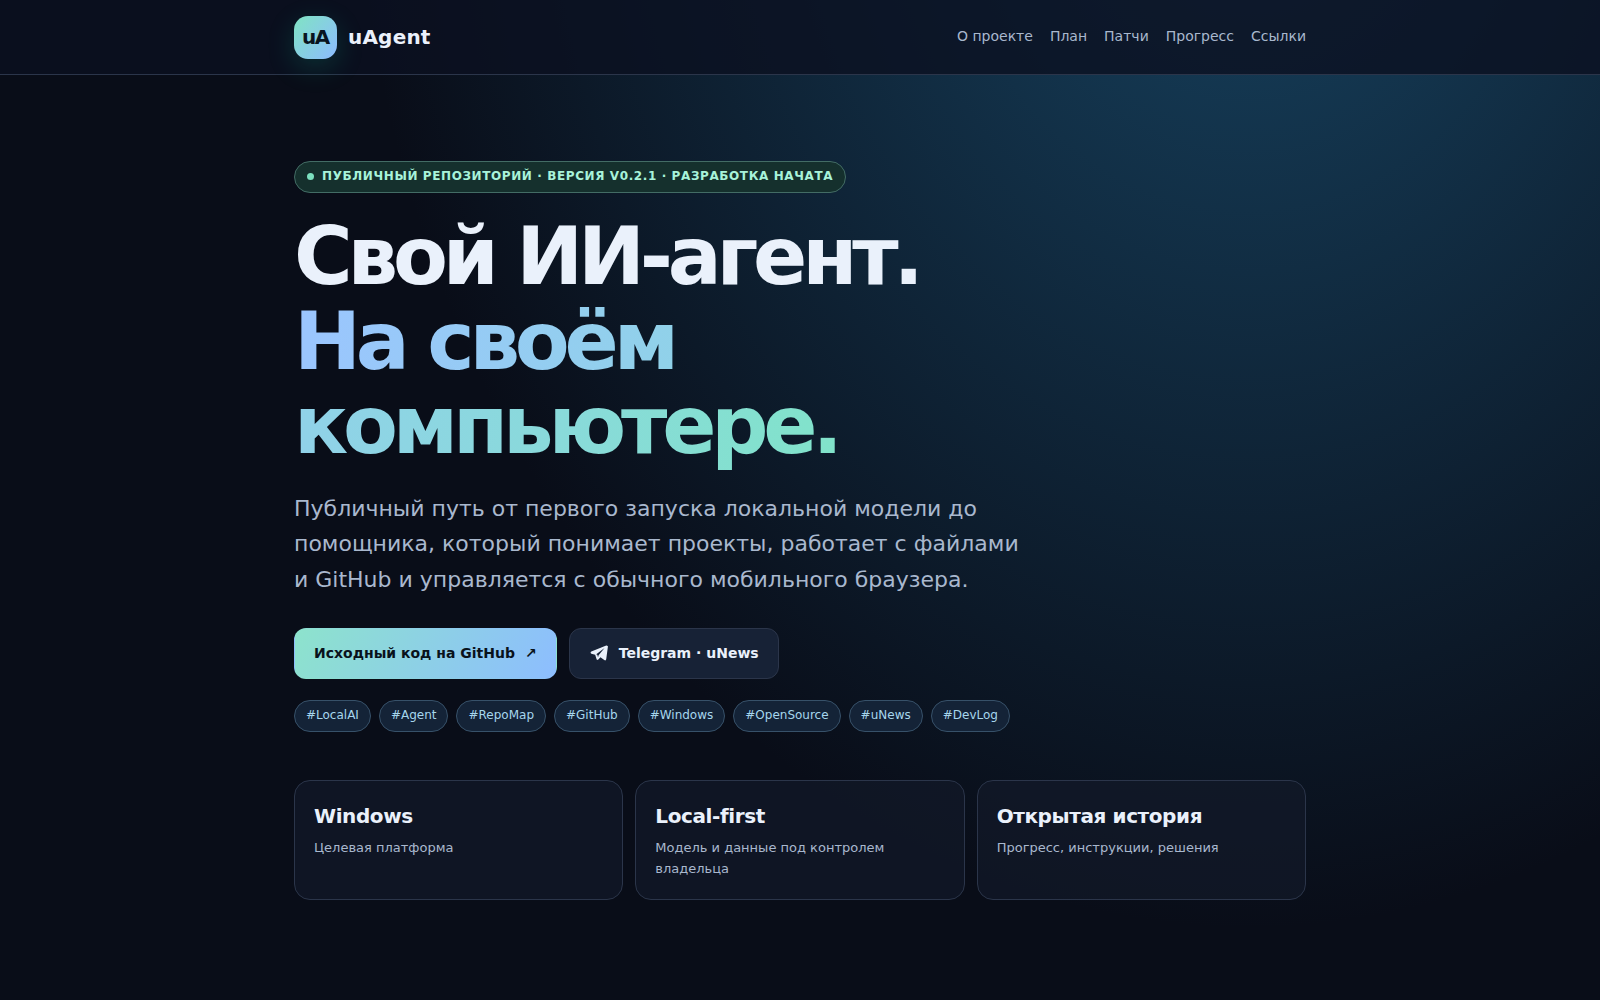 uA uAgent
О проекте План Патчи Прогресс Ссылки
ПУБЛИЧНЫЙ РЕПОЗИТОРИЙ · ВЕРСИЯ V0.2.1 · РАЗРАБОТКА НАЧАТА
Свой ИИ-агент.
На своём
компьютере.
Публичный путь от первого запуска локальной модели до
помощника, который понимает проекты, работает с файлами
и GitHub и управляется с обычного мобильного браузера.
Исходный код на GitHub ↗
Telegram · uNews
#LocalAI #Agent #RepoMap #GitHub #Windows #OpenSource #uNews #DevLog
Windows
Целевая платформа
Local-first
Модель и данные под контролем
владельца
Открытая история
Прогресс, инструкции, решения